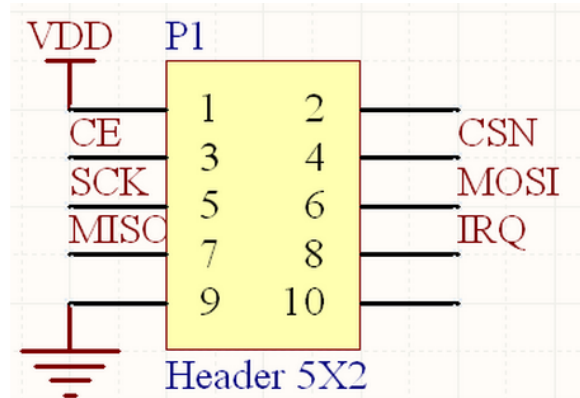 VDD P1
1 2
CE CSN
3 4
SCK MOSI
5 6
MISO IRQ
7 8
9 10
Header 5X2